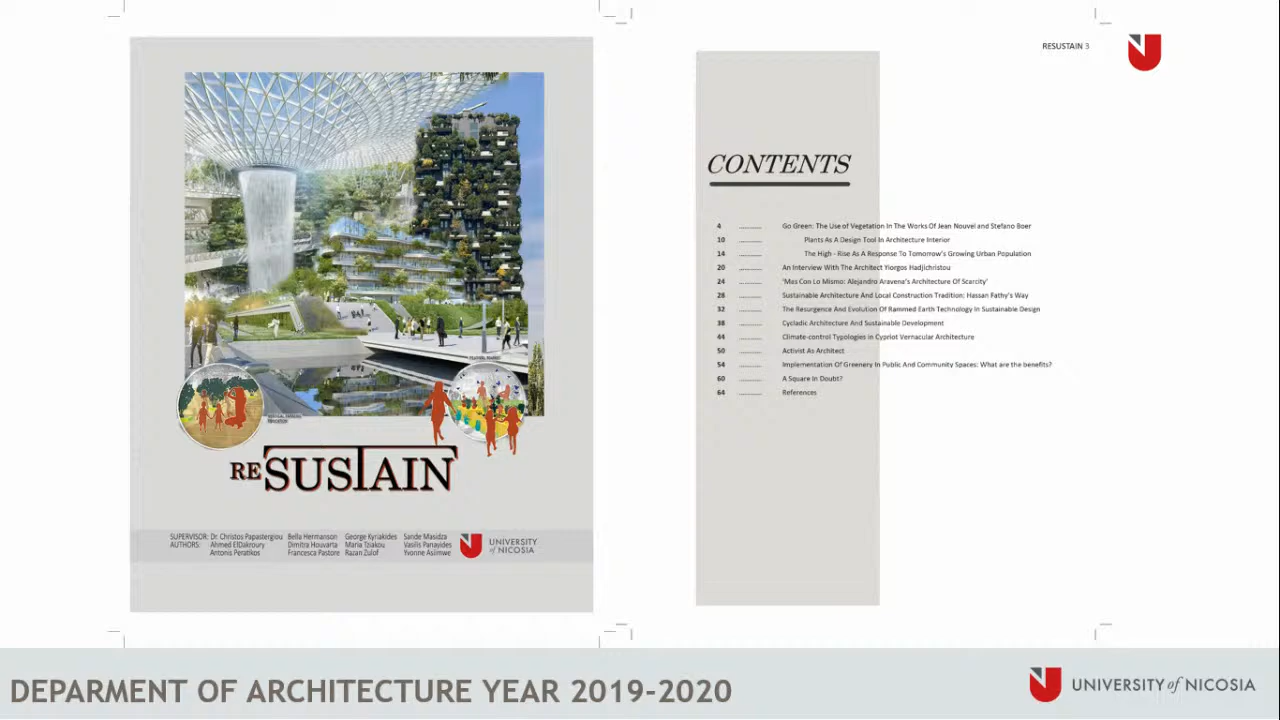 RESUSTAIN
SUPERVISOR: Dr. Christos Papastergiou Bella Hermanson George Kyriakides Sande Masidza
AUTHORS: Ahmed ElDakroury Dimitra Houvarta Maria Tziakou Vasilis Panayides
Antonis Peratikos Francesca Pastore Razan Zulof Yvonne Asiimwe
UNIVERSITY
of NICOSIA
RESUSTAIN 3
CONTENTS
4 ............ Go Green: The Use of Vegetation In The Works Of Jean Nouvel and Stefano Boer
10 ............ Plants As A Design Tool In Architecture Interior
14 ............ The High - Rise As A Response To Tomorrow's Growing Urban Population
20 ............ An Interview With The Architect Yiorgos Hadjichristou
24 ............ 'Mas Con Lo Mismo: Alejandro Aravena's Architecture Of Scarcity'
28 ............ Sustainable Architecture And Local Construction Tradition: Hassan Fathy's Way
32 ............ The Resurgence And Evolution Of Rammed Earth Technology In Sustainable Design
38 ............ Cycladic Architecture And Sustainable Development
44 ............ Climate-control Typologies in Cypriot Vernacular Architecture
50 ............ Activist As Architect
54 ............ Implementation Of Greenery In Public And Community Spaces: What are the benefits?
60 ............ A Square In Doubt?
64 ............ References
DEPARMENT OF ARCHITECTURE YEAR 2019-2020
UNIVERSITY of NICOSIA